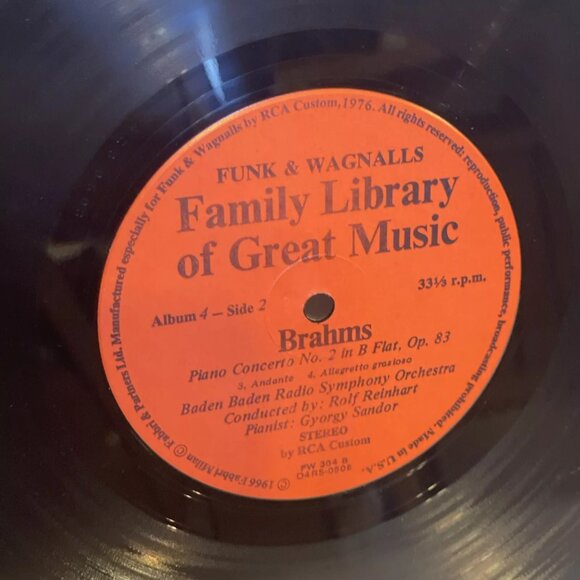 Manufactured especially for Funk & Wagnalls by RCA Custom, 1976. All rights reserved: reproduction, public performance, broadcasting prohibited. Made in U.S.A.
FUNK & WAGNALLS
Family Library
of Great Music
Album 4 – Side 2
33⅓ r.p.m.
Brahms
Piano Concerto No. 2 in B Flat, Op. 83
3. Andante 4. Allegretto grazioso
Baden Baden Radio Symphony Orchestra
Conducted by: Rolf Reinhart
Pianist: Gyorgy Sandor
STEREO
by RCA Custom
FW 304 B
O4RS-0506
1966 Fabbri Milan © Fabbri & Partners Ltd.